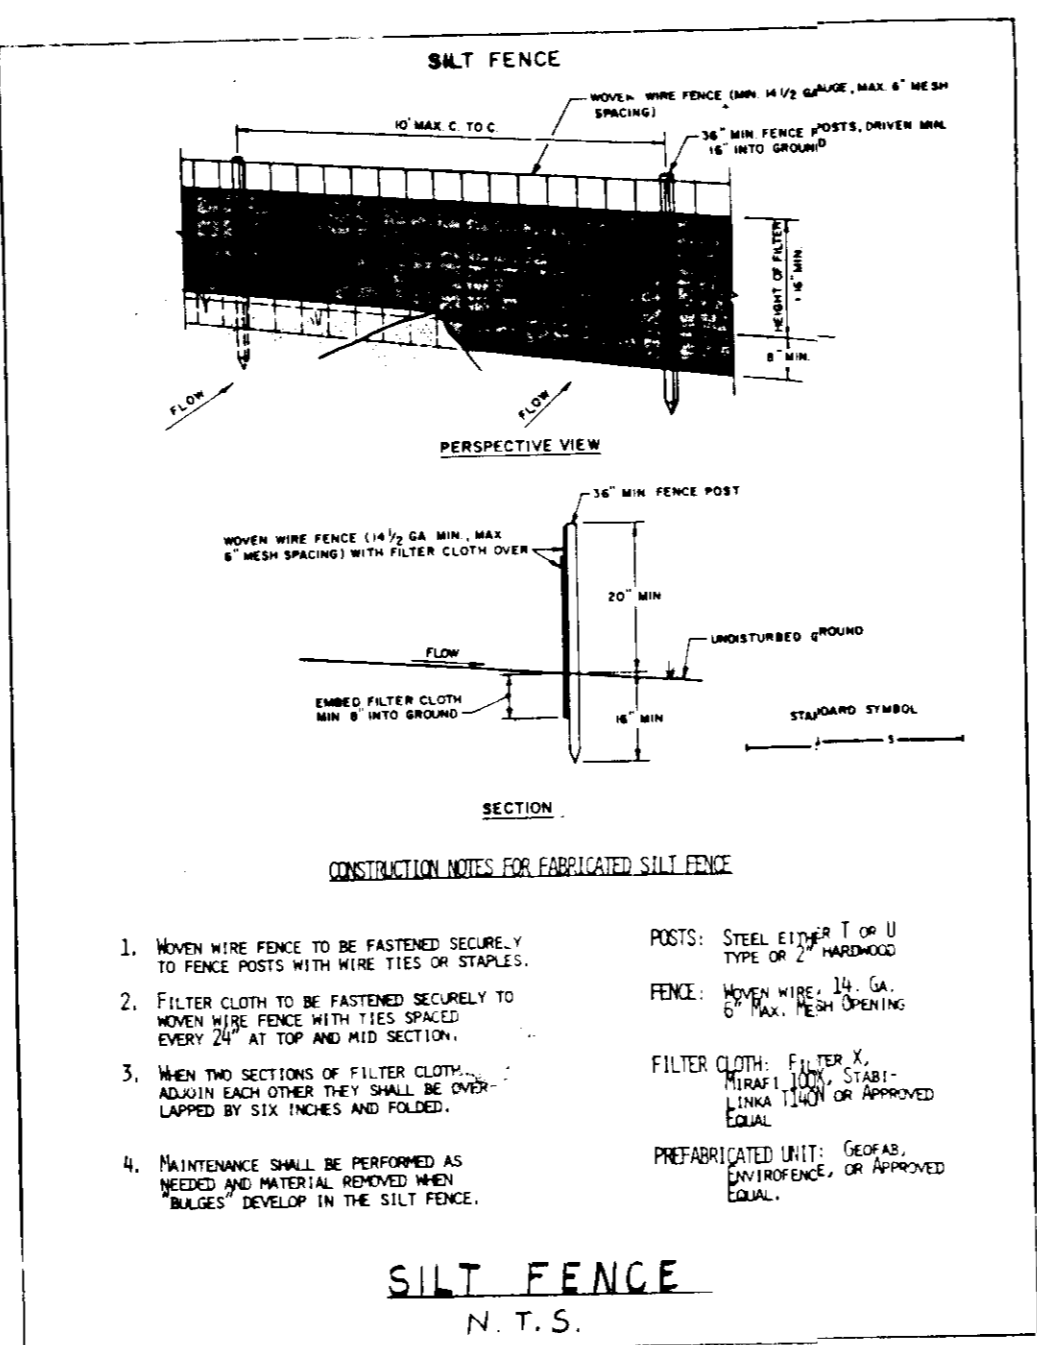 SILT FENCE
WOVEN WIRE FENCE (MIN. 14 1/2 GAUGE, MAX. 6" MESH
SPACING)
10' MAX. C. TO C.
36" MIN. FENCE POSTS, DRIVEN MIN.
16" INTO GROUND
HEIGHT OF FILTER
16" MIN.
8" MIN.
FLOW
FLOW
PERSPECTIVE VIEW
36" MIN FENCE POST
WOVEN WIRE FENCE (14 1/2 GA MIN., MAX
6" MESH SPACING) WITH FILTER CLOTH OVER
20" MIN
UNDISTURBED GROUND
FLOW
EMBED FILTER CLOTH
MIN 8" INTO GROUND
16" MIN
STANDARD SYMBOL
S
SECTION
CONSTRUCTION NOTES FOR FABRICATED SILT FENCE
1. WOVEN WIRE FENCE TO BE FASTENED SECURELY
TO FENCE POSTS WITH WIRE TIES OR STAPLES.
2. FILTER CLOTH TO BE FASTENED SECURELY TO
WOVEN WIRE FENCE WITH TIES SPACED
EVERY 24" AT TOP AND MID SECTION.
3. WHEN TWO SECTIONS OF FILTER CLOTH
ADJOIN EACH OTHER THEY SHALL BE OVER-
LAPPED BY SIX INCHES AND FOLDED.
4. MAINTENANCE SHALL BE PERFORMED AS
NEEDED AND MATERIAL REMOVED WHEN
"BULGES" DEVELOP IN THE SILT FENCE.
POSTS: STEEL EITHER T OR U
TYPE OR 2" HARDWOOD
FENCE: WOVEN WIRE, 14. GA.
6" MAX. MESH OPENING
FILTER CLOTH: FILTER X,
MIRAFI 100X, STABI-
LINKA T140N OR APPROVED
EQUAL
PREFABRICATED UNIT: GEOFAB,
ENVIROFENCE, OR APPROVED
EQUAL.
SILT FENCE
N. T. S.